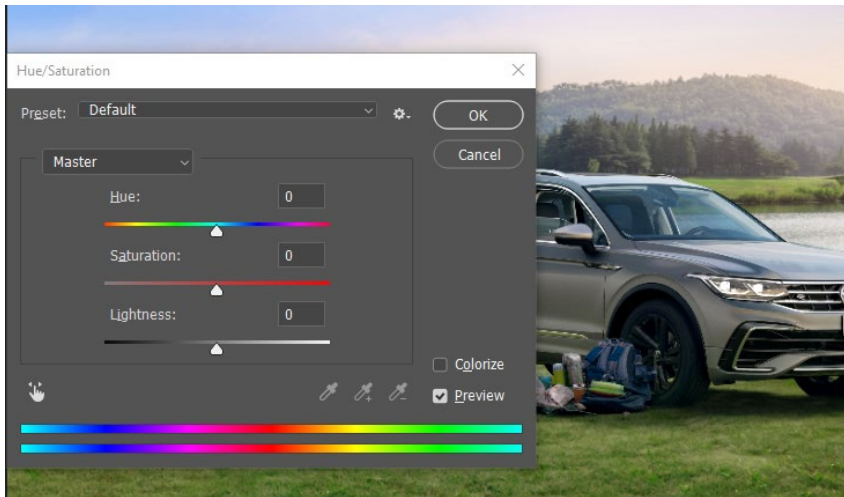 Hue/Saturation
Preset: Default
OK
Cancel
Master
Hue: 0
Saturation: 0
Lightness: 0
Colorize
Preview